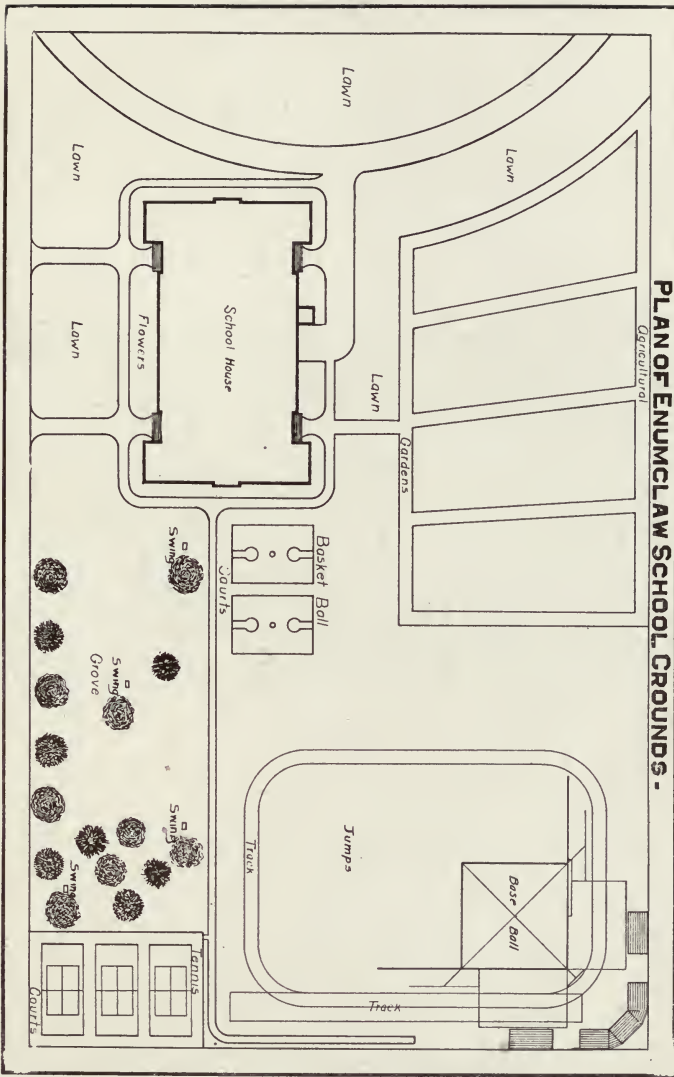 PLAN OF ENUMCLAW SCHOOL GROUNDS -
Lawn
Lawn
Lawn
Agricultural
Gardens
Lawn
School House
Flowers
Lawn
Basket Ball
Courts
Swing
Swing
Grove
Swing
Swing
Jumps
Track
Base Ball
Track
Tennis
Courts